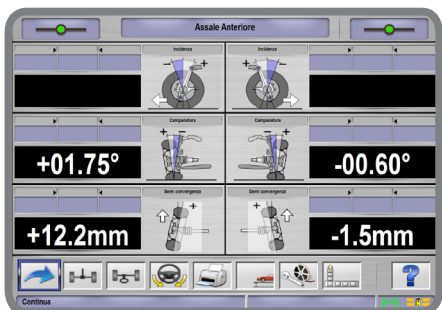 Assale Anteriore
Incidenza Incidenza
- + - +
Campanatura Campanatura
+ - - +
+01.75° -00.60°
Semi convergenza Semi convergenza
+ +
+12.2mm -1.5mm
?
Continua